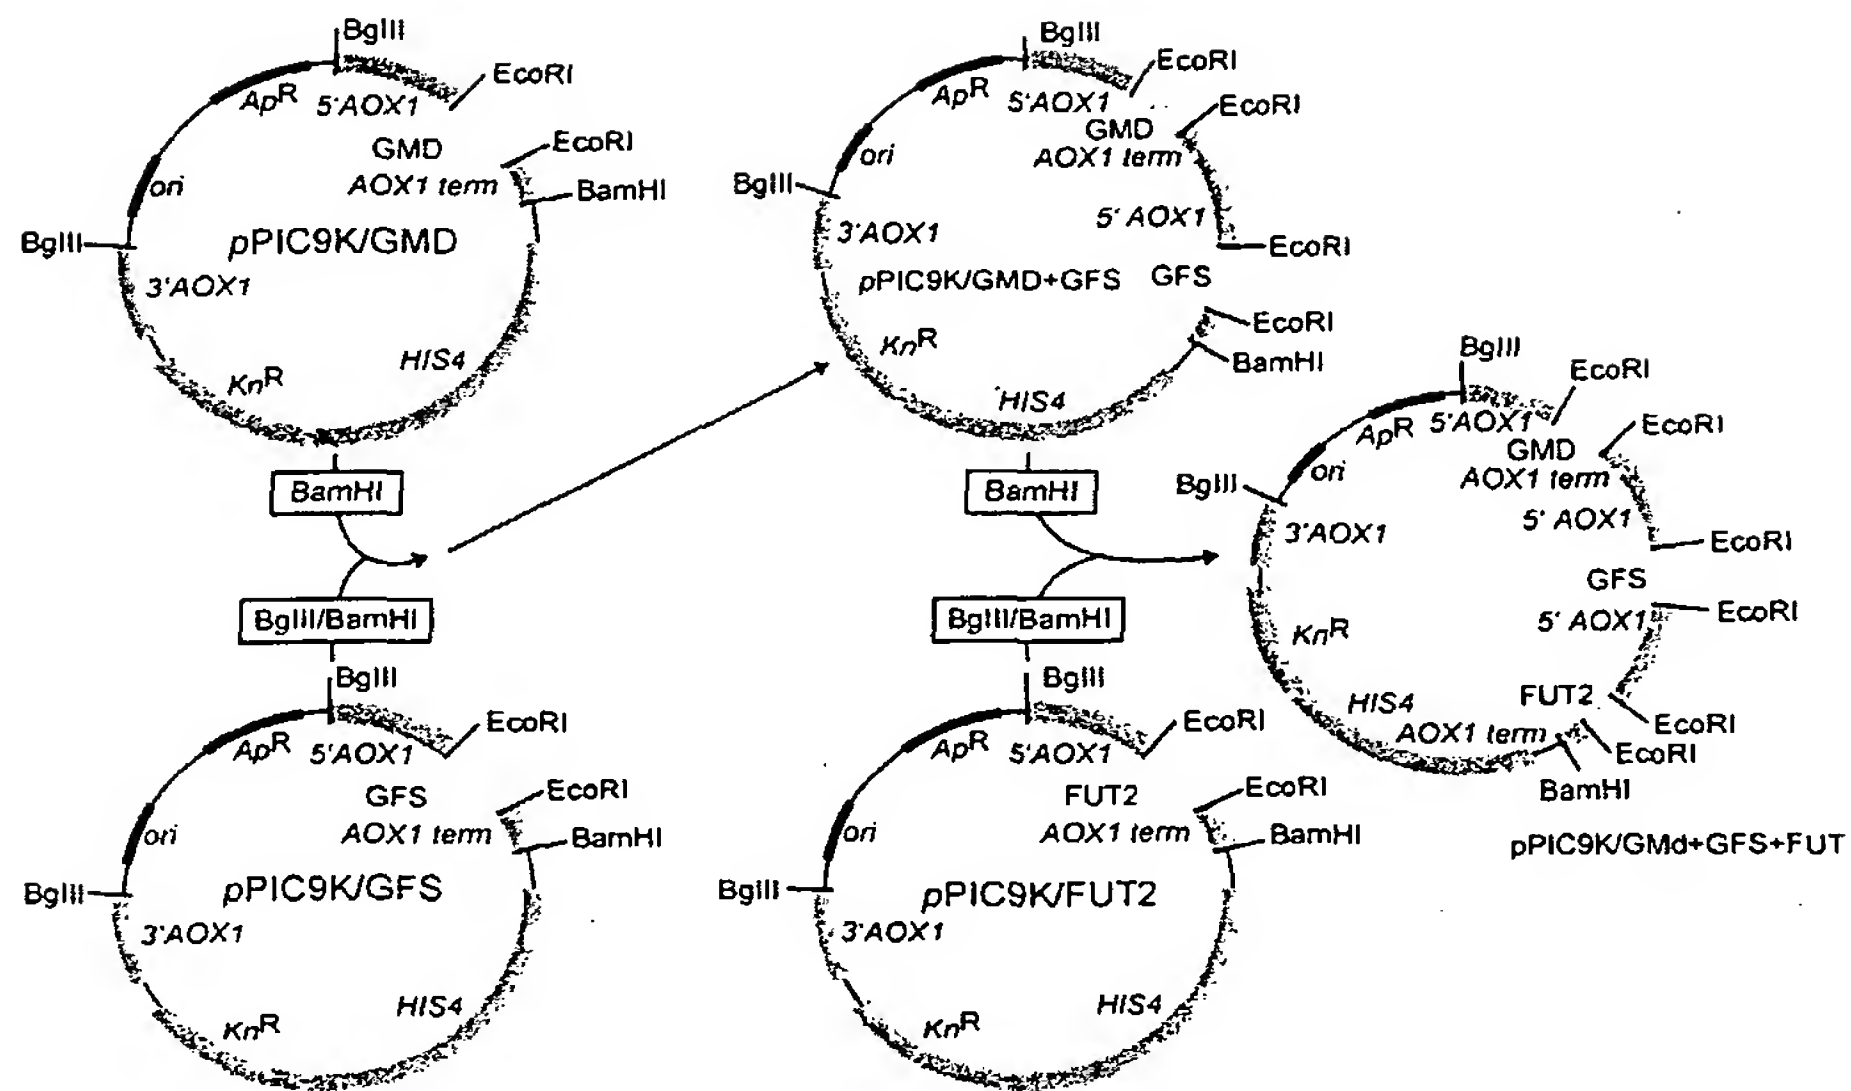 BglII
EcoRI
ApR 5'AOX1
GMD
EcoRI
ori
AOX1 term
BamHI
BglII
pPIC9K/GMD
3'AOX1
HIS4
KnR
BamHI
BglII/BamHI
BglII
EcoRI
ApR 5'AOX1
GFS
EcoRI
ori
AOX1 term
BamHI
BglII
pPIC9K/GFS
3'AOX1
HIS4
KnR
BglII
EcoRI
ApR 5'AOX1
EcoRI
GMD
ori
AOX1 term
BglII
3'AOX1
5' AOX1
EcoRI
pPIC9K/GMD+GFS GFS
EcoRI
KnR
BamHI
HIS4
BamHI
BglII/BamHI
BglII
EcoRI
ApR 5'AOX1
FUT2
EcoRI
ori
AOX1 term
BamHI
BglII
pPIC9K/FUT2
3'AOX1
HIS4
KnR
BglII
EcoRI
ApR 5'AOX1
EcoRI
GMD
ori
AOX1 term
BglII
3'AOX1
5' AOX1
EcoRI
GFS
5' AOX1
EcoRI
KnR
FUT2
HIS4
EcoRI
AOX1 term
EcoRI
BamHI
pPIC9K/GMd+GFS+FUT